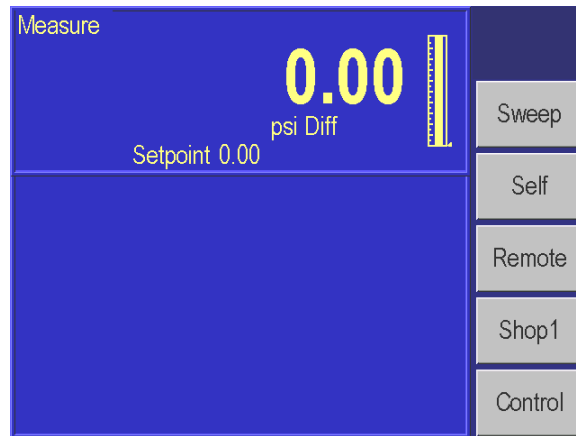 Measure
0.00
psi Diff
Setpoint 0.00
Sweep
Self
Remote
Shop1
Control